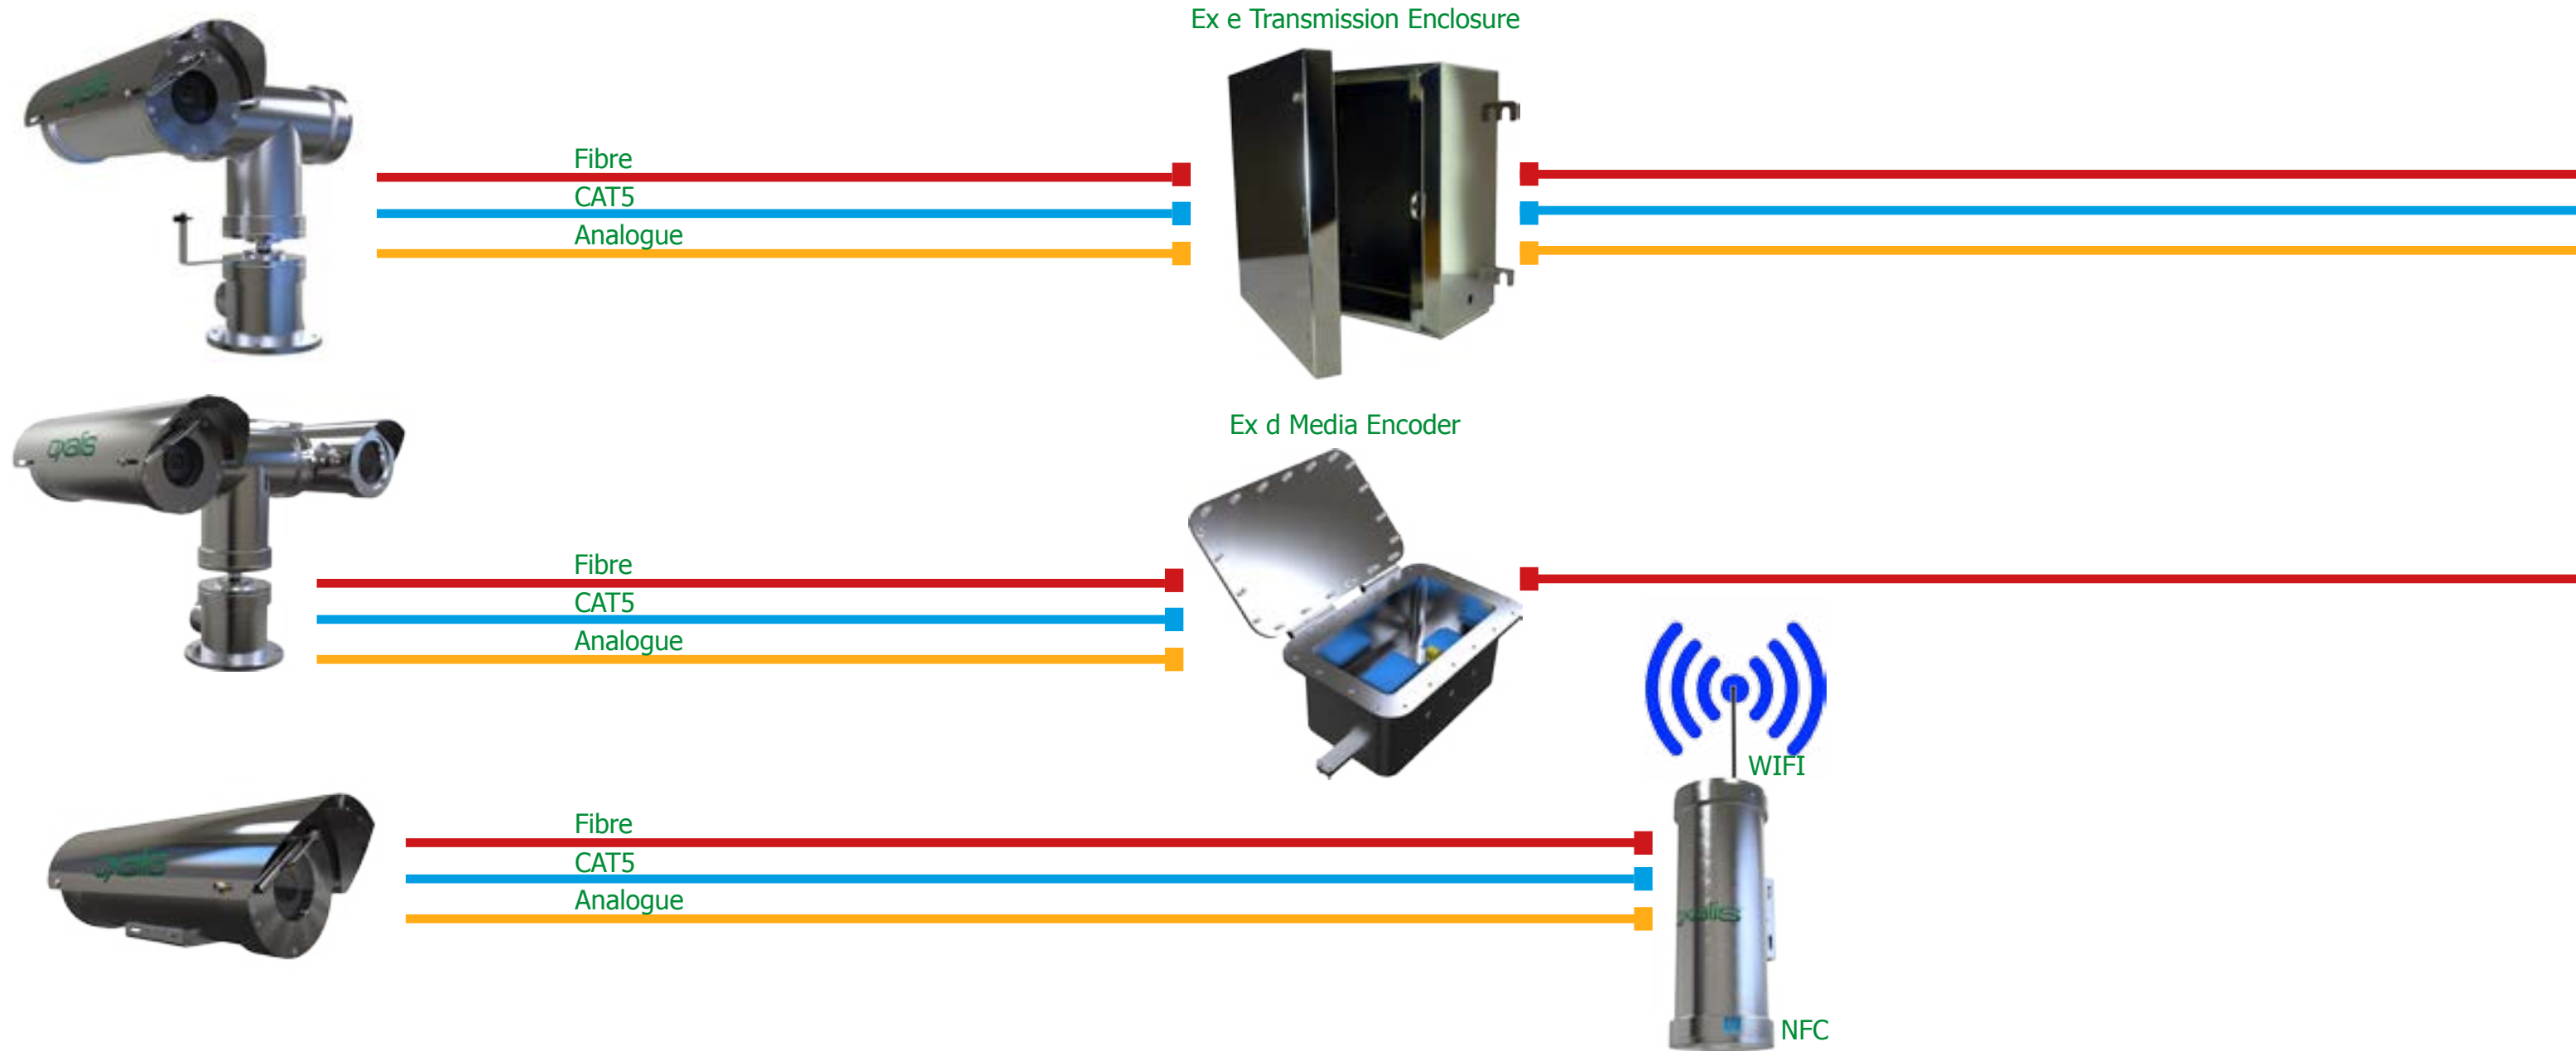 Ex e Transmission Enclosure
Fibre
CAT5
Analogue
Ex d Media Encoder
Fibre
CAT5
Analogue
WIFI
Fibre
CAT5
Analogue
NFC